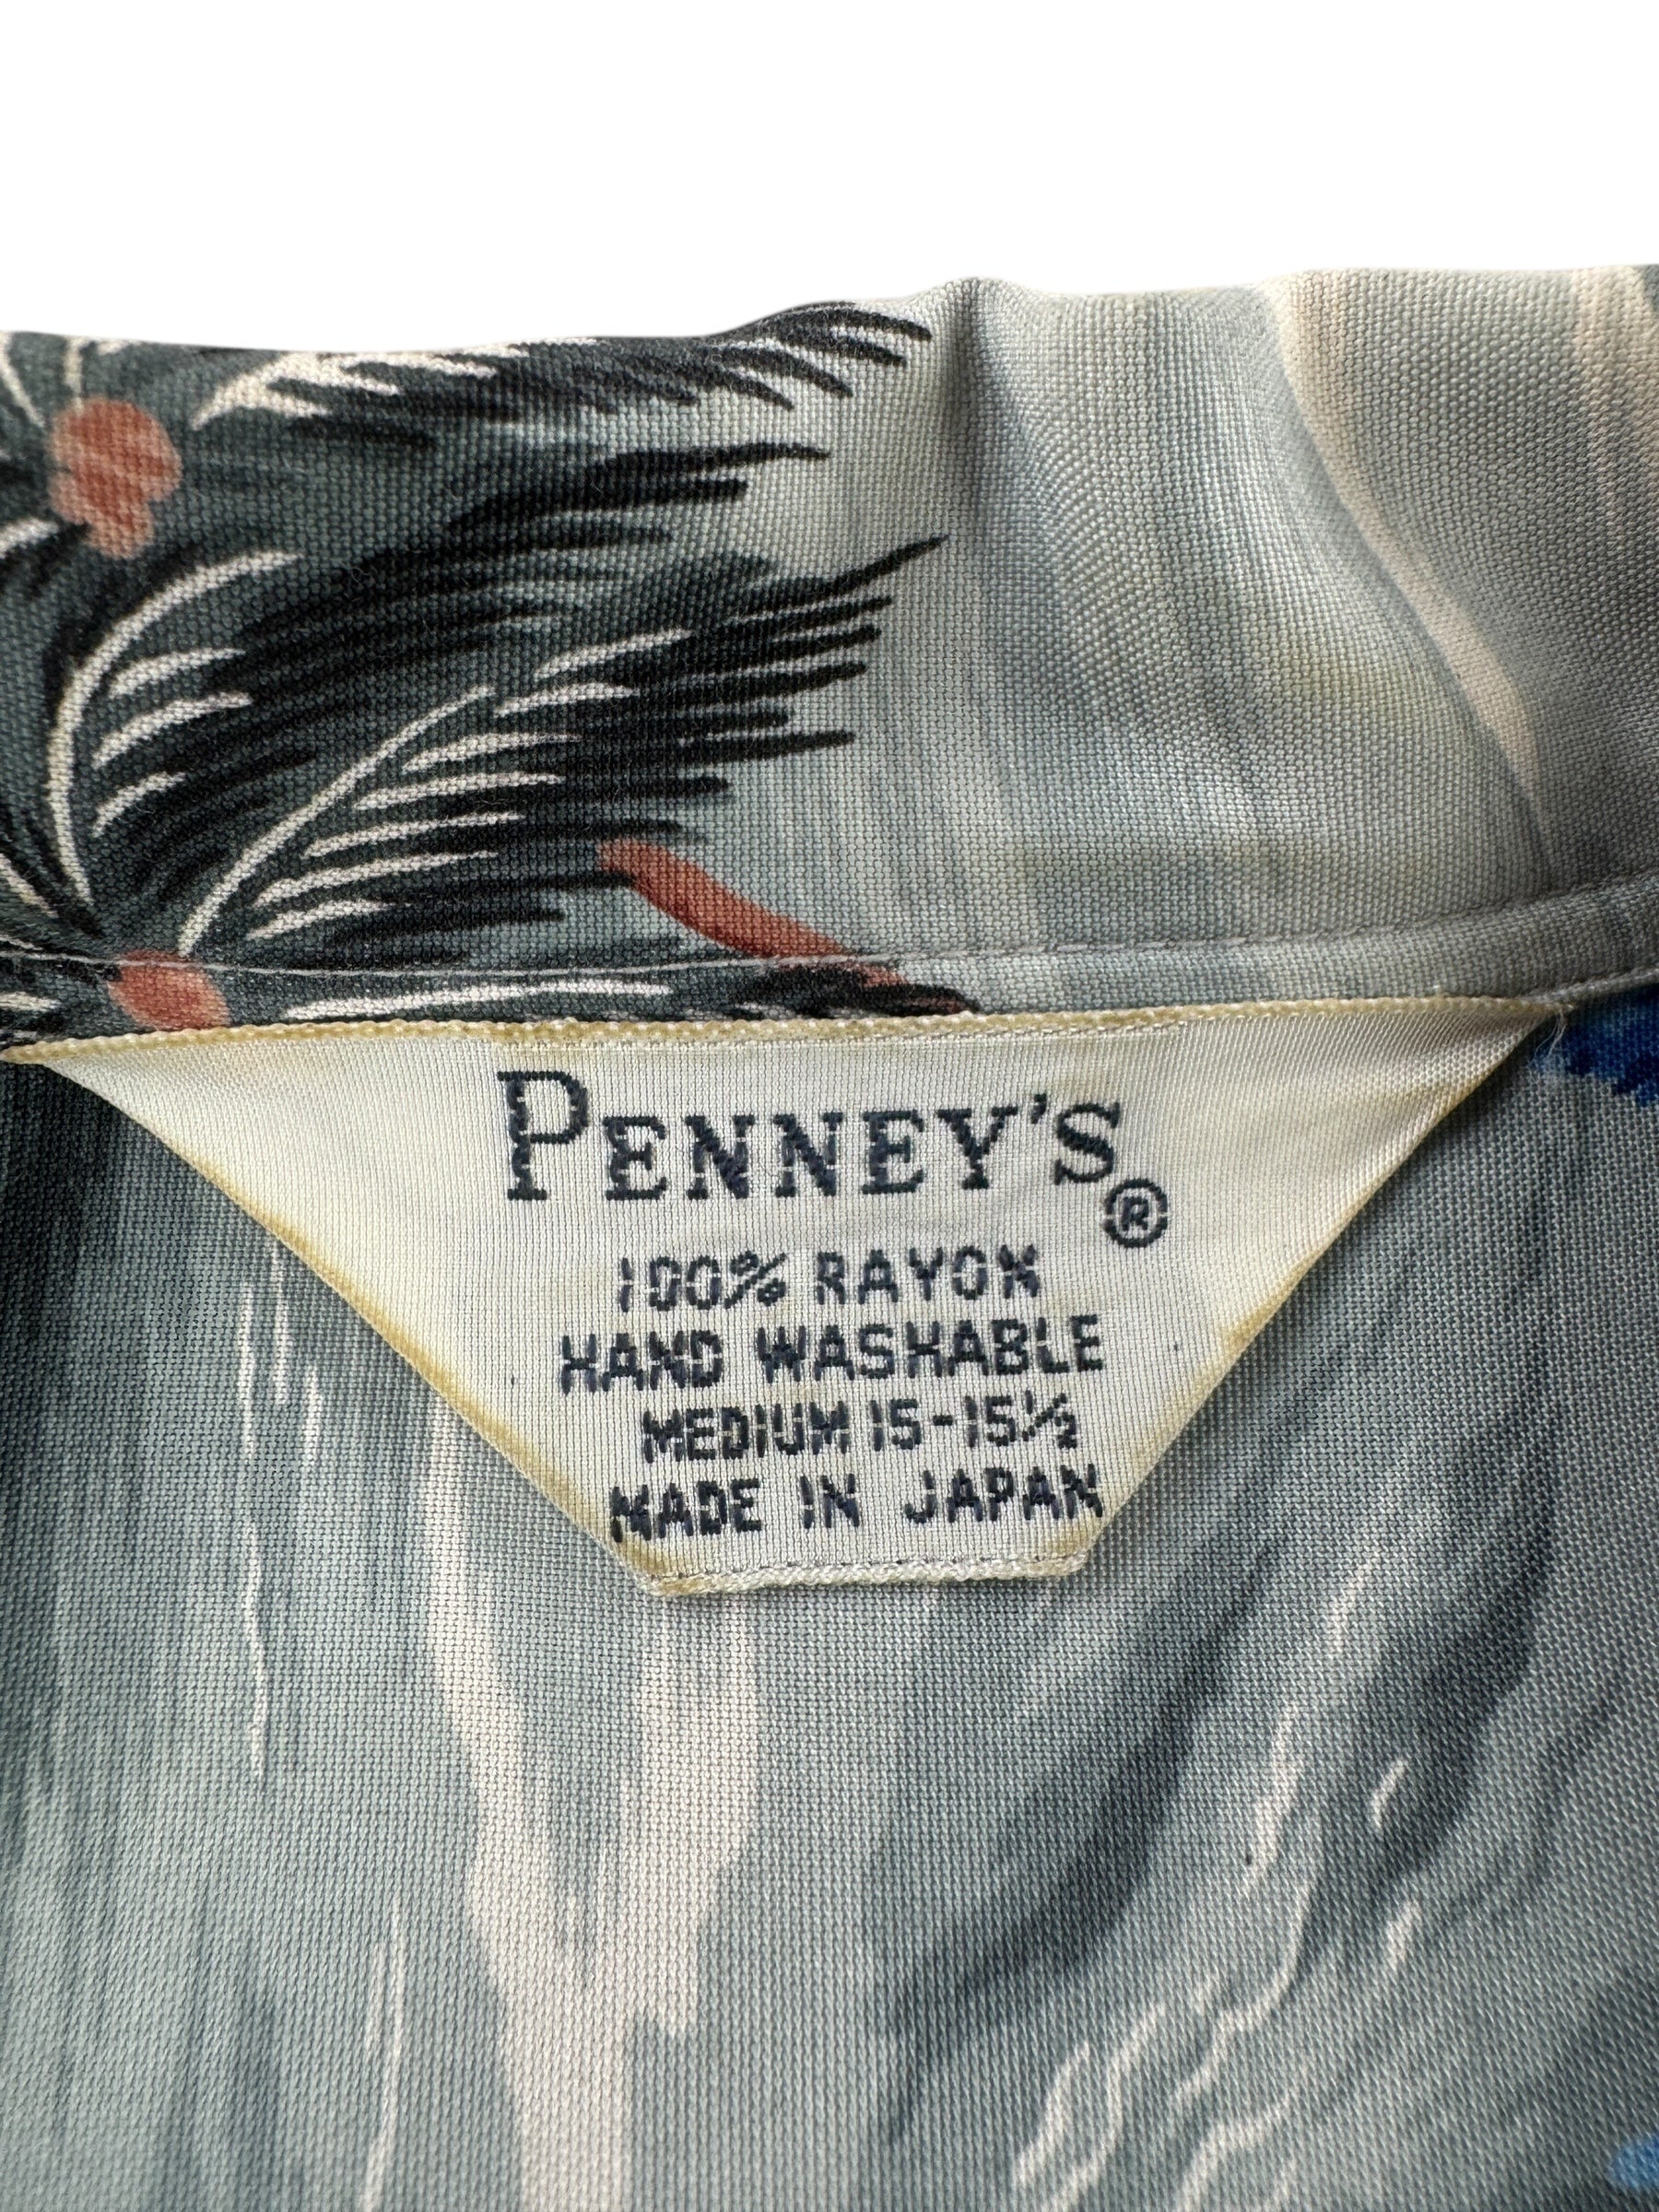 PENNEY'S®
100% RAYON
HAND WASHABLE
MEDIUM 15-15½
MADE IN JAPAN